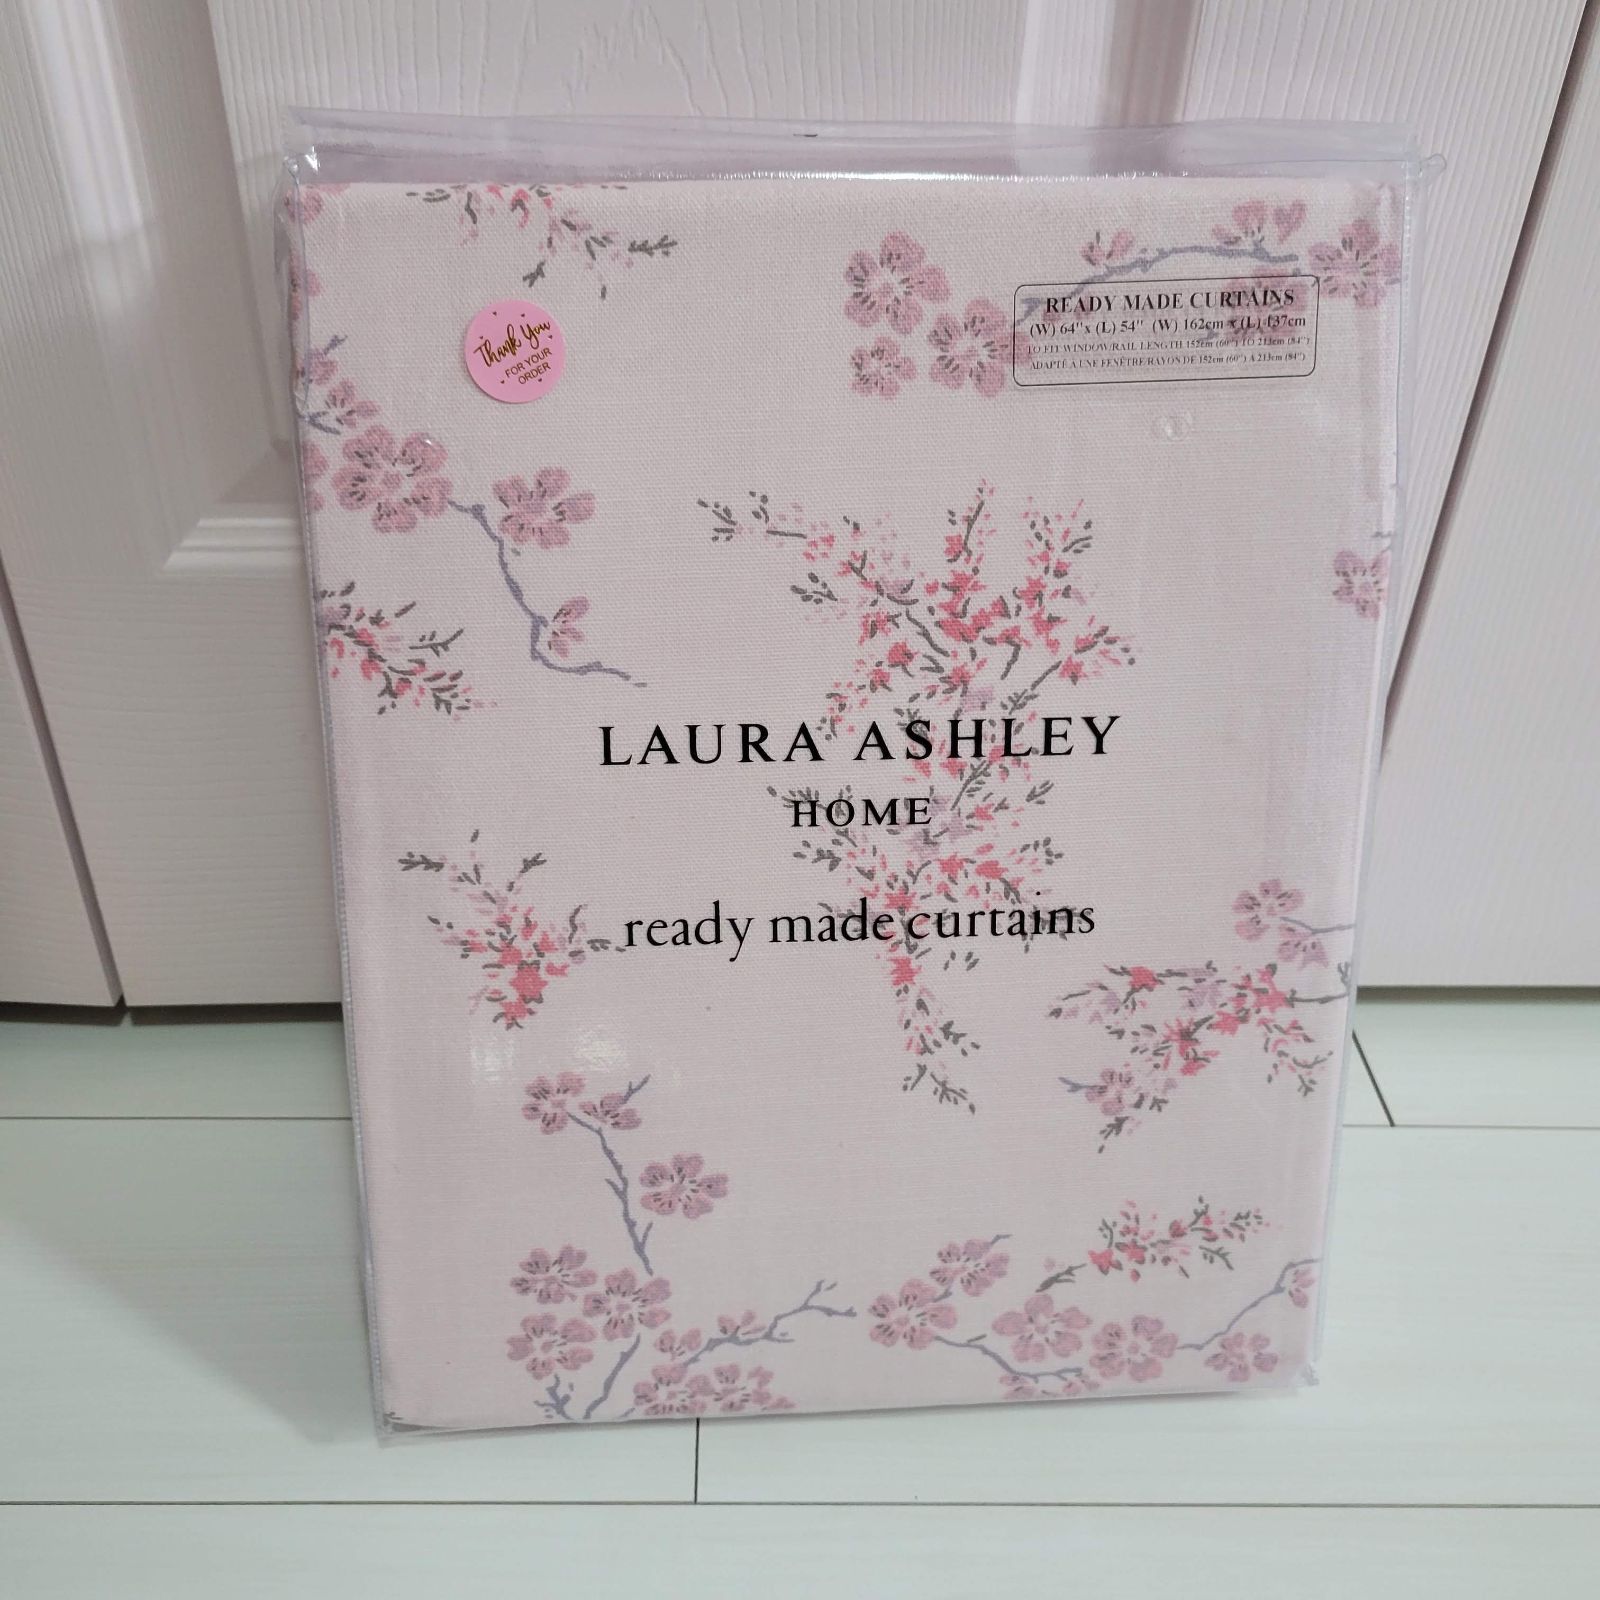 READY MADE CURTAINS
(W) 64"x (L) 54" (W) 162cm x (L) 137cm
TO FIT WINDOW/RAIL LENGTH 152cm (60") TO 213cm (84")
ADAPTÉ À UNE FENÊTRE/RAYON DE 152cm (60") A 213cm (84")
Thank You
FOR YOUR
ORDER
LAURA ASHLEY
HOME
ready made curtains